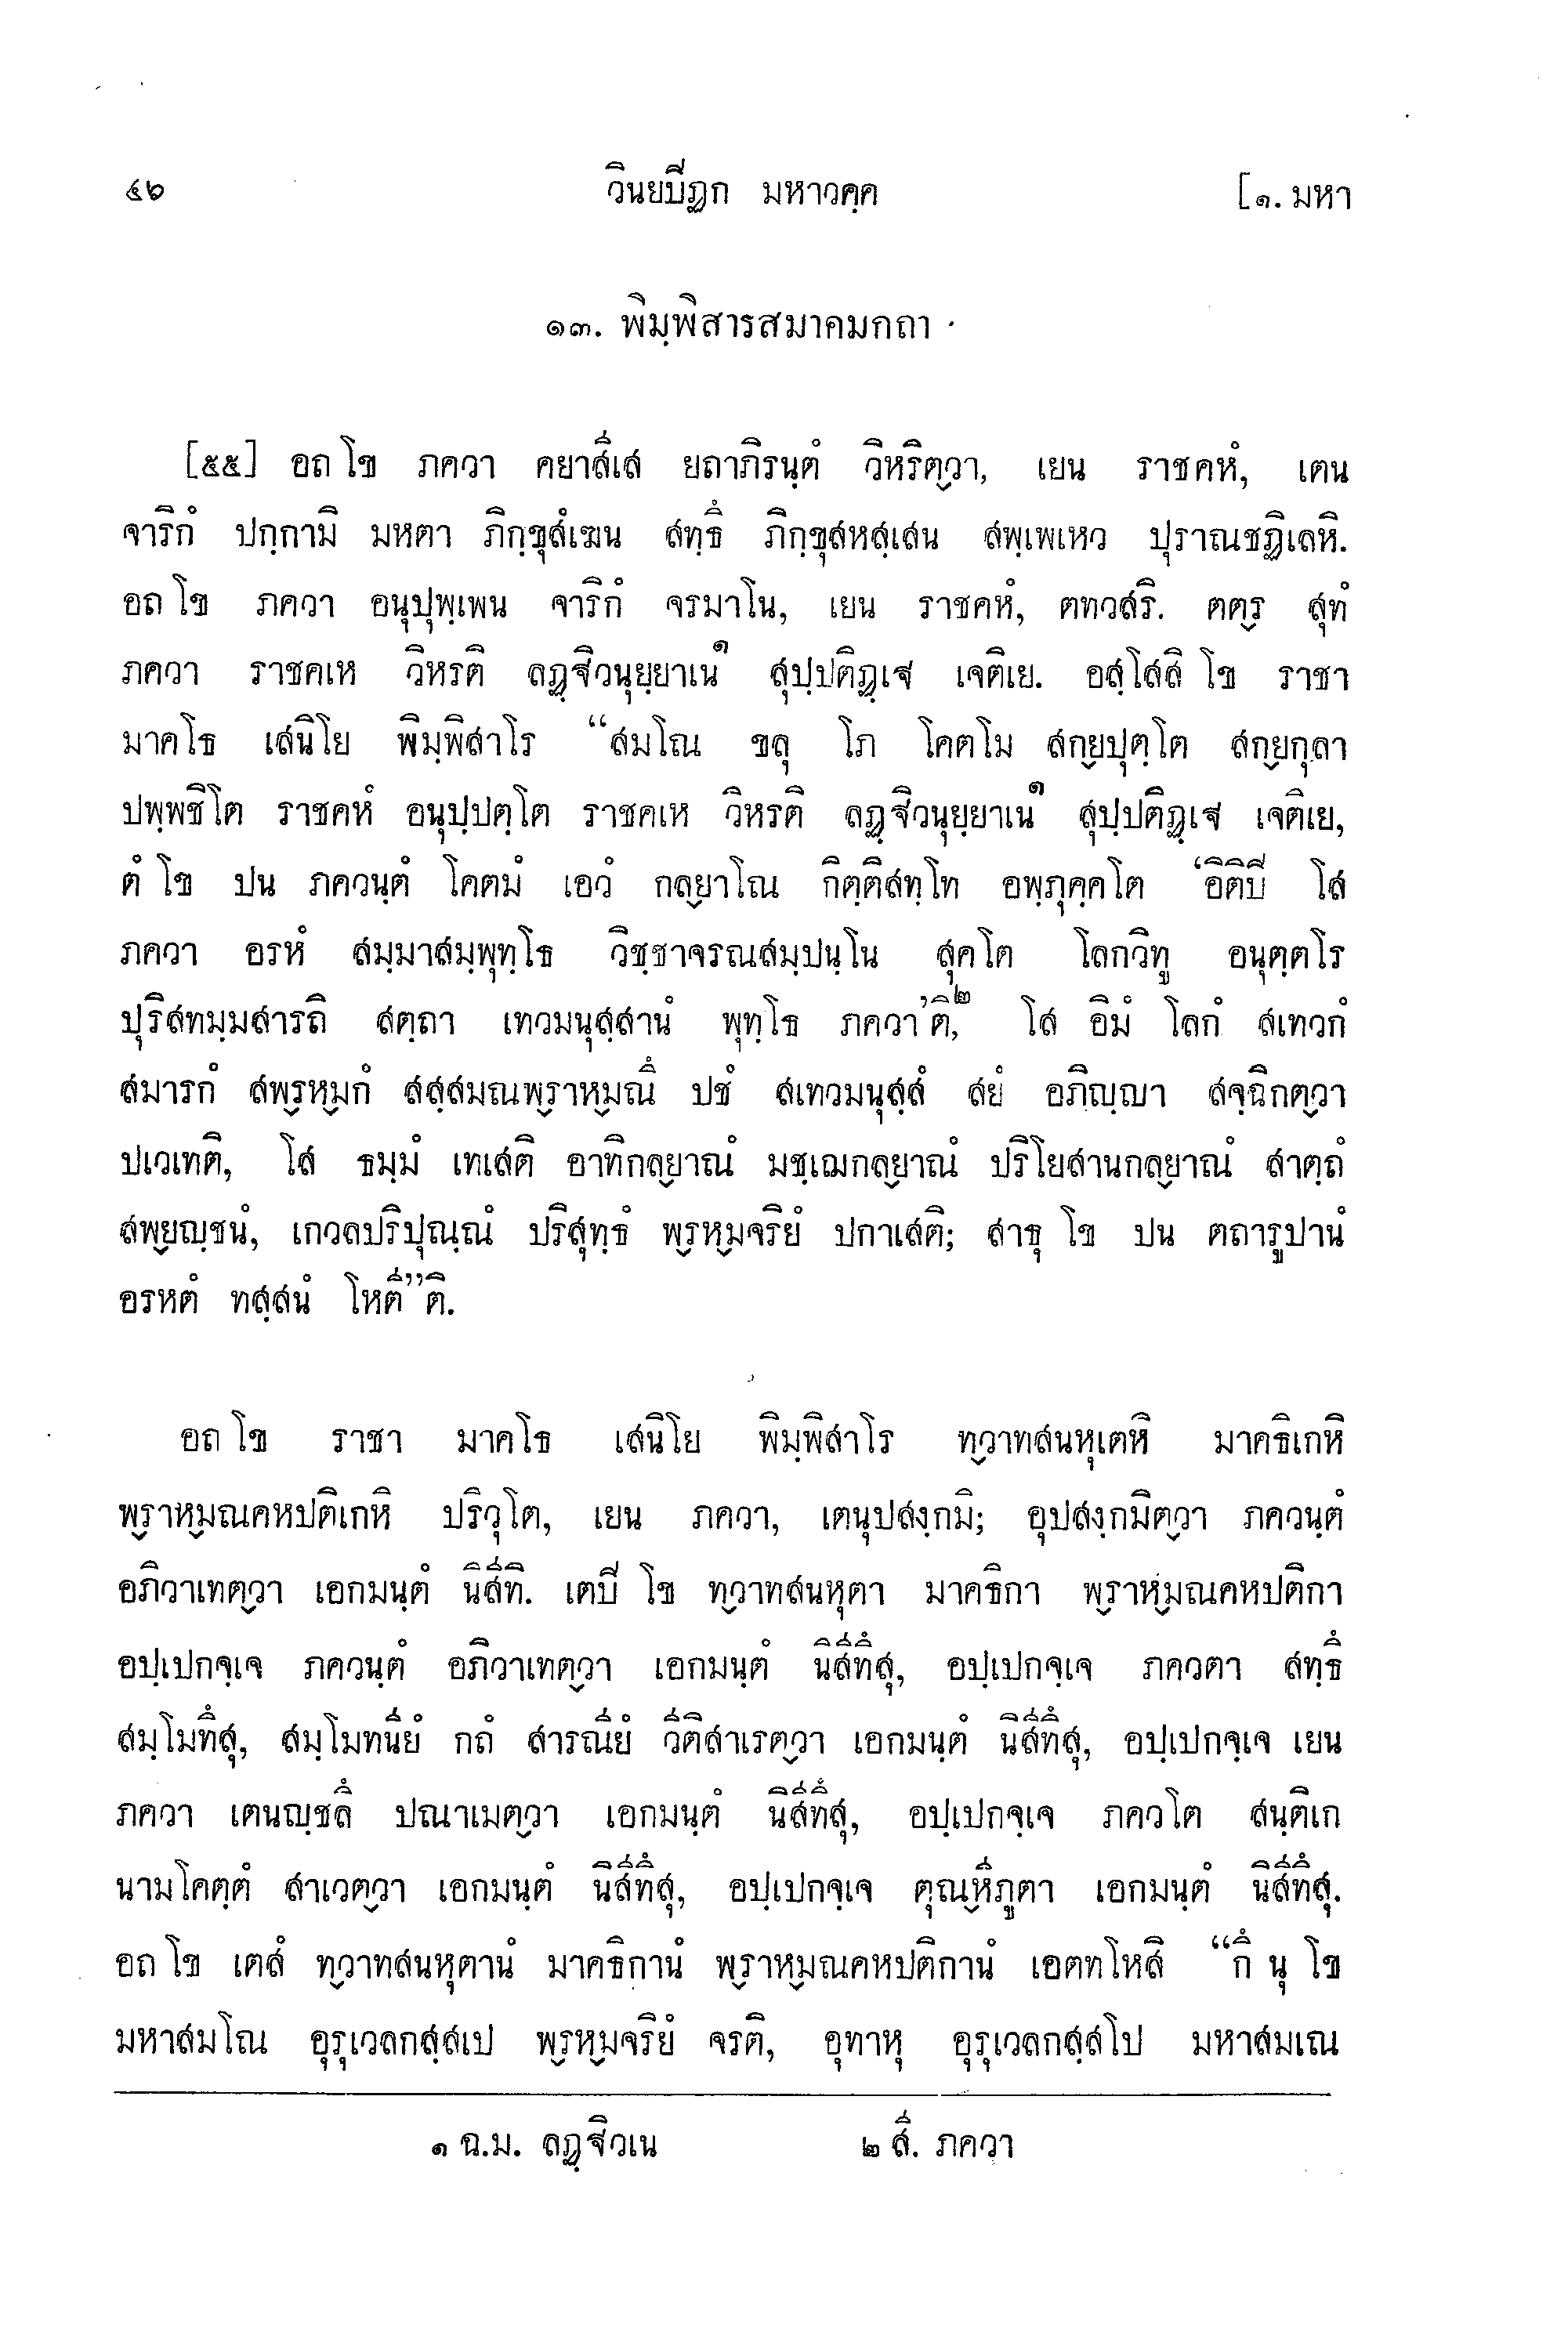 ๔๖ วินยปิฏก มหาวคฺค [๑. มหา
๑๓. พิมฺพิสารสมาคมกถา
[๕๕] อถ โข ภควา คยาสีเส ยถาภิรนฺตํ วิหริต๎วา, เยน ราชคหํ, เตน
จาริกํ ปกฺกามิ มหตา ภิกฺขุสํเฆน สทฺธึ ภิกฺขุสหสฺเสน สพฺเพเหว ปุราณชฏิเลหิ.
อถ โข ภควา อนุปุพฺเพน จาริกํ จรมาโน, เยน ราชคหํ, ตทวสริ. ตต๎ร สุทํ
ภควา ราชคเห วิหรติ ลฏฺฐิวนุยฺยาเน๑ สุปฺปติฏฺเฐ เจติเย. อสฺโสสิ โข ราชา
มาคโธ เสนิโย พิมฺพิสาโร “สมโณ ขลุ โภ โคตโม สก๎ยปุตฺโต สก๎ยกุลา
ปพฺพชิโต ราชคหํ อนุปฺปตฺโต ราชคเห วิหรติ ลฏฺฐิวนุยฺยาเน๑ สุปฺปติฏฺเฐ เจติเย,
ตํ โข ปน ภควนฺตํ โคตมํ เอวํ กล๎ยาโณ กิตฺติสทฺโท อพฺภุคฺคโต ‘อิติปิ โส
ภควา อรหํ สมฺมาสมฺพุทฺโธ วิชฺชาจรณสมฺปนฺโน สุคโต โลกวิทู อนุตฺตโร
ปุริสทมฺมสารถิ สตฺถา เทวมนุสฺสานํ พุทฺโธ ภควา’ติ,๒ โส อิมํ โลกํ สเทวกํ
สมารกํ สพ๎รห๎มกํ สสฺสมณพ๎ราห๎มณึ ปชํ สเทวมนุสฺสํ สยํ อภิญฺญา สจฺฉิกต๎วา
ปเวเทติ, โส ธมฺมํ เทเสติ อาทิกล๎ยาณํ มชฺเฌกล๎ยาณํ ปริโยสานกล๎ยาณํ สาตฺถํ
สพ๎ยญฺชนํ, เกวลปริปุณฺณํ ปริสุทฺธํ พ๎รห๎มจริยํ ปกาเสติ; สาธุ โข ปน ตถารูปานํ
อรหตํ ทสฺสนํ โหตี”ติ.
อถ โข ราชา มาคโธ เสนิโย พิมฺพิสาโร ท๎วาทสนหุเตหิ มาคธิเกหิ
พ๎ราห๎มณคหปติเกหิ ปริวุโต, เยน ภควา, เตนุปสงฺกมิ; อุปสงฺกมิต๎วา ภควนฺตํ
อภิวาเทต๎วา เอกมนฺตํ นิสีทิ. เตปิ โข ท๎วาทสนหุตา มาคธิกา พ๎ราห๎มณคหปติกา
อปฺเปกจฺเจ ภควนฺตํ อภิวาเทต๎วา เอกมนฺตํ นิสีทึสุ, อปฺเปกจฺเจ ภควตา สทฺธึ
สมฺโมทึสุ, สมฺโมทนียํ กถํ สารณียํ วีติสาเรต๎วา เอกมนฺตํ นิสีทึสุ, อปฺเปกจฺเจ เยน
ภควา เตนญฺชลึ ปณาเมต๎วา เอกมนฺตํ นิสีทึสุ, อปฺเปกจฺเจ ภควโต สนฺติเก
นามโคตฺตํ สาเวต๎วา เอกมนฺตํ นิสีทึสุ, อปฺเปกจฺเจ ตุณ๎หีภูตา เอกมนฺตํ นิสีทึสุ.
อถ โข เตสํ ท๎วาทสนหุตานํ มาคธิกานํ พ๎ราห๎มณคหปติกานํ เอตทโหสิ “กึ นุ โข
มหาสมโณ อุรุเวลกสฺสเป พ๎รห๎มจริยํ จรติ, อุทาหุ อุรุเวลกสฺสโป มหาสมเณ
๑ ฉ.ม. ลฏฺฐิวเน ๒ สี. ภควา